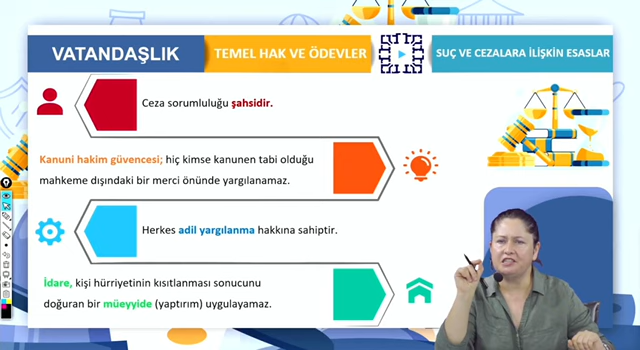 VATANDAŞLIK
TEMEL HAK VE ÖDEVLER
SUÇ VE CEZALARA İLİŞKİN ESASLAR
Ceza sorumluluğu şahsidir.
Kanuni hakim güvencesi; hiç kimse kanunen tabi olduğu
mahkeme dışındaki bir merci önünde yargılanamaz.
Herkes adil yargılanma hakkına sahiptir.
İdare, kişi hürriyetinin kısıtlanması sonucunu
doğuran bir müeyyide (yaptırım) uygulayamaz.